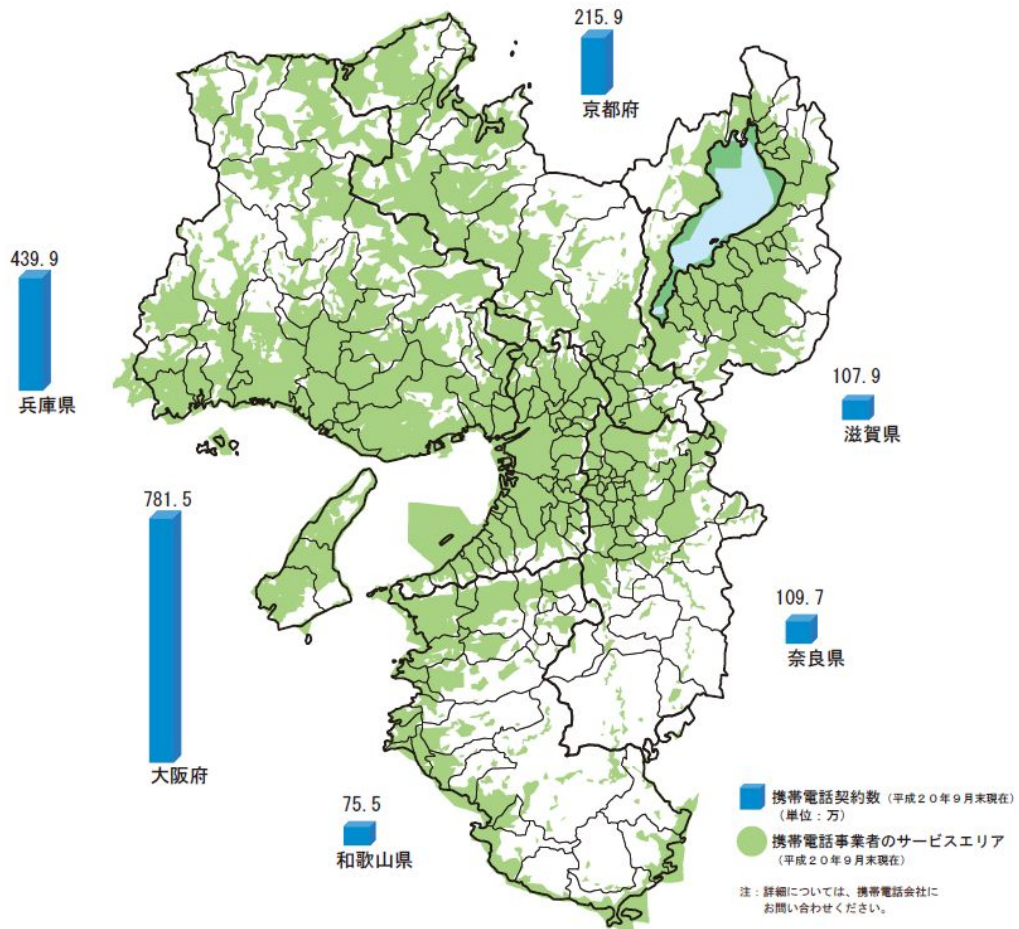 215.9
京都府
439.9
兵庫県
107.9
滋賀県
781.5
大阪府
109.7
奈良県
75.5
和歌山県
携帯電話契約数（平成２０年９月末現在）
（単位：万）
携帯電話事業者のサービスエリア
（平成２０年９月末現在）
注：詳細については、携帯電話会社に
お問い合わせください。